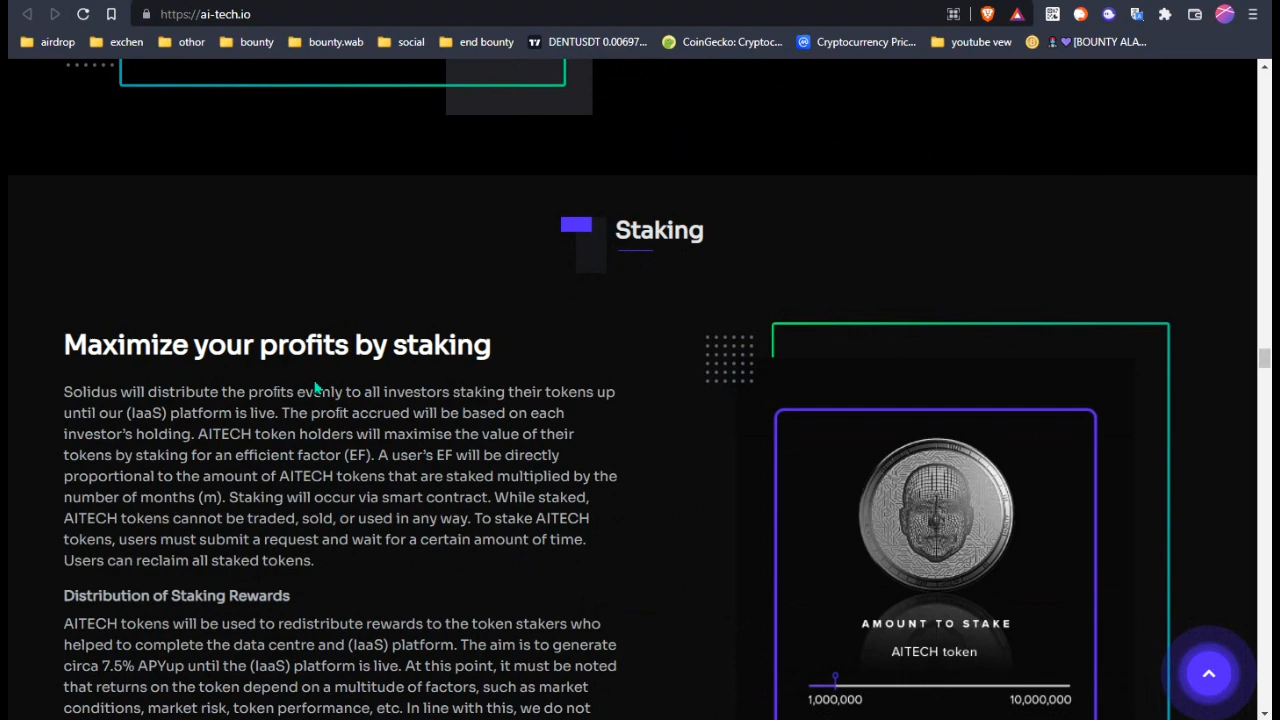 https://ai-tech.io
airdrop
exchen
othor
bounty
bounty.wab
social
end bounty
DENTUSDT 0.00697...
CoinGecko: Cryptoc...
Cryptocurrency Pric...
youtube vew
[BOUNTY ALA...
Staking
Maximize your profits by staking
Solidus will distribute the profits evenly to all investors staking their tokens up
until our (IaaS) platform is live. The profit accrued will be based on each
investor's holding. AITECH token holders will maximise the value of their
tokens by staking for an efficient factor (EF). A user's EF will be directly
proportional to the amount of AITECH tokens that are staked multiplied by the
number of months (m). Staking will occur via smart contract. While staked,
AITECH tokens cannot be traded, sold, or used in any way. To stake AITECH
tokens, users must submit a request and wait for a certain amount of time.
Users can reclaim all staked tokens.
Distribution of Staking Rewards
AITECH tokens will be used to redistribute rewards to the token stakers who
helped to complete the data centre and (IaaS) platform. The aim is to generate
circa 7.5% APYup until the (IaaS) platform is live. At this point, it must be noted
that returns on the token depend on a multitude of factors, such as market
conditions, market risk, token performance, etc. In line with this, we do not
AMOUNT TO STAKE
AITECH token
1,000,000
10,000,000